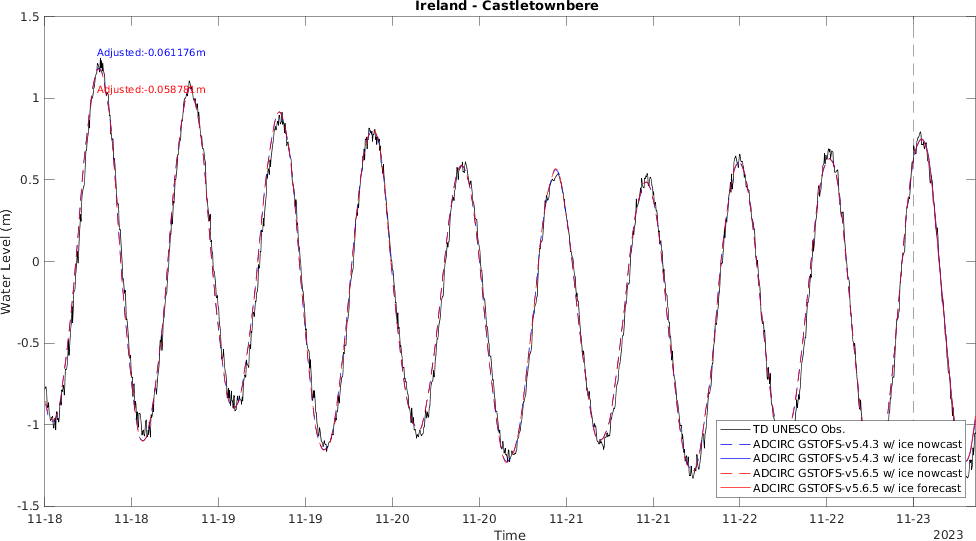 Ireland - Castletownbere
1.5
1
0.5
0
-0.5
-1
-1.5
Water Level (m)
Adjusted:-0.061176m
Adjusted:-0.058781m
TD UNESCO Obs.
ADCIRC GSTOFS-v5.4.3 w/ ice nowcast
ADCIRC GSTOFS-v5.4.3 w/ ice forecast
ADCIRC GSTOFS-v5.6.5 w/ ice nowcast
ADCIRC GSTOFS-v5.6.5 w/ ice forecast
11-18 11-18 11-19 11-19 11-20 11-20 11-21 11-21 11-22 11-22 11-23
Time
2023